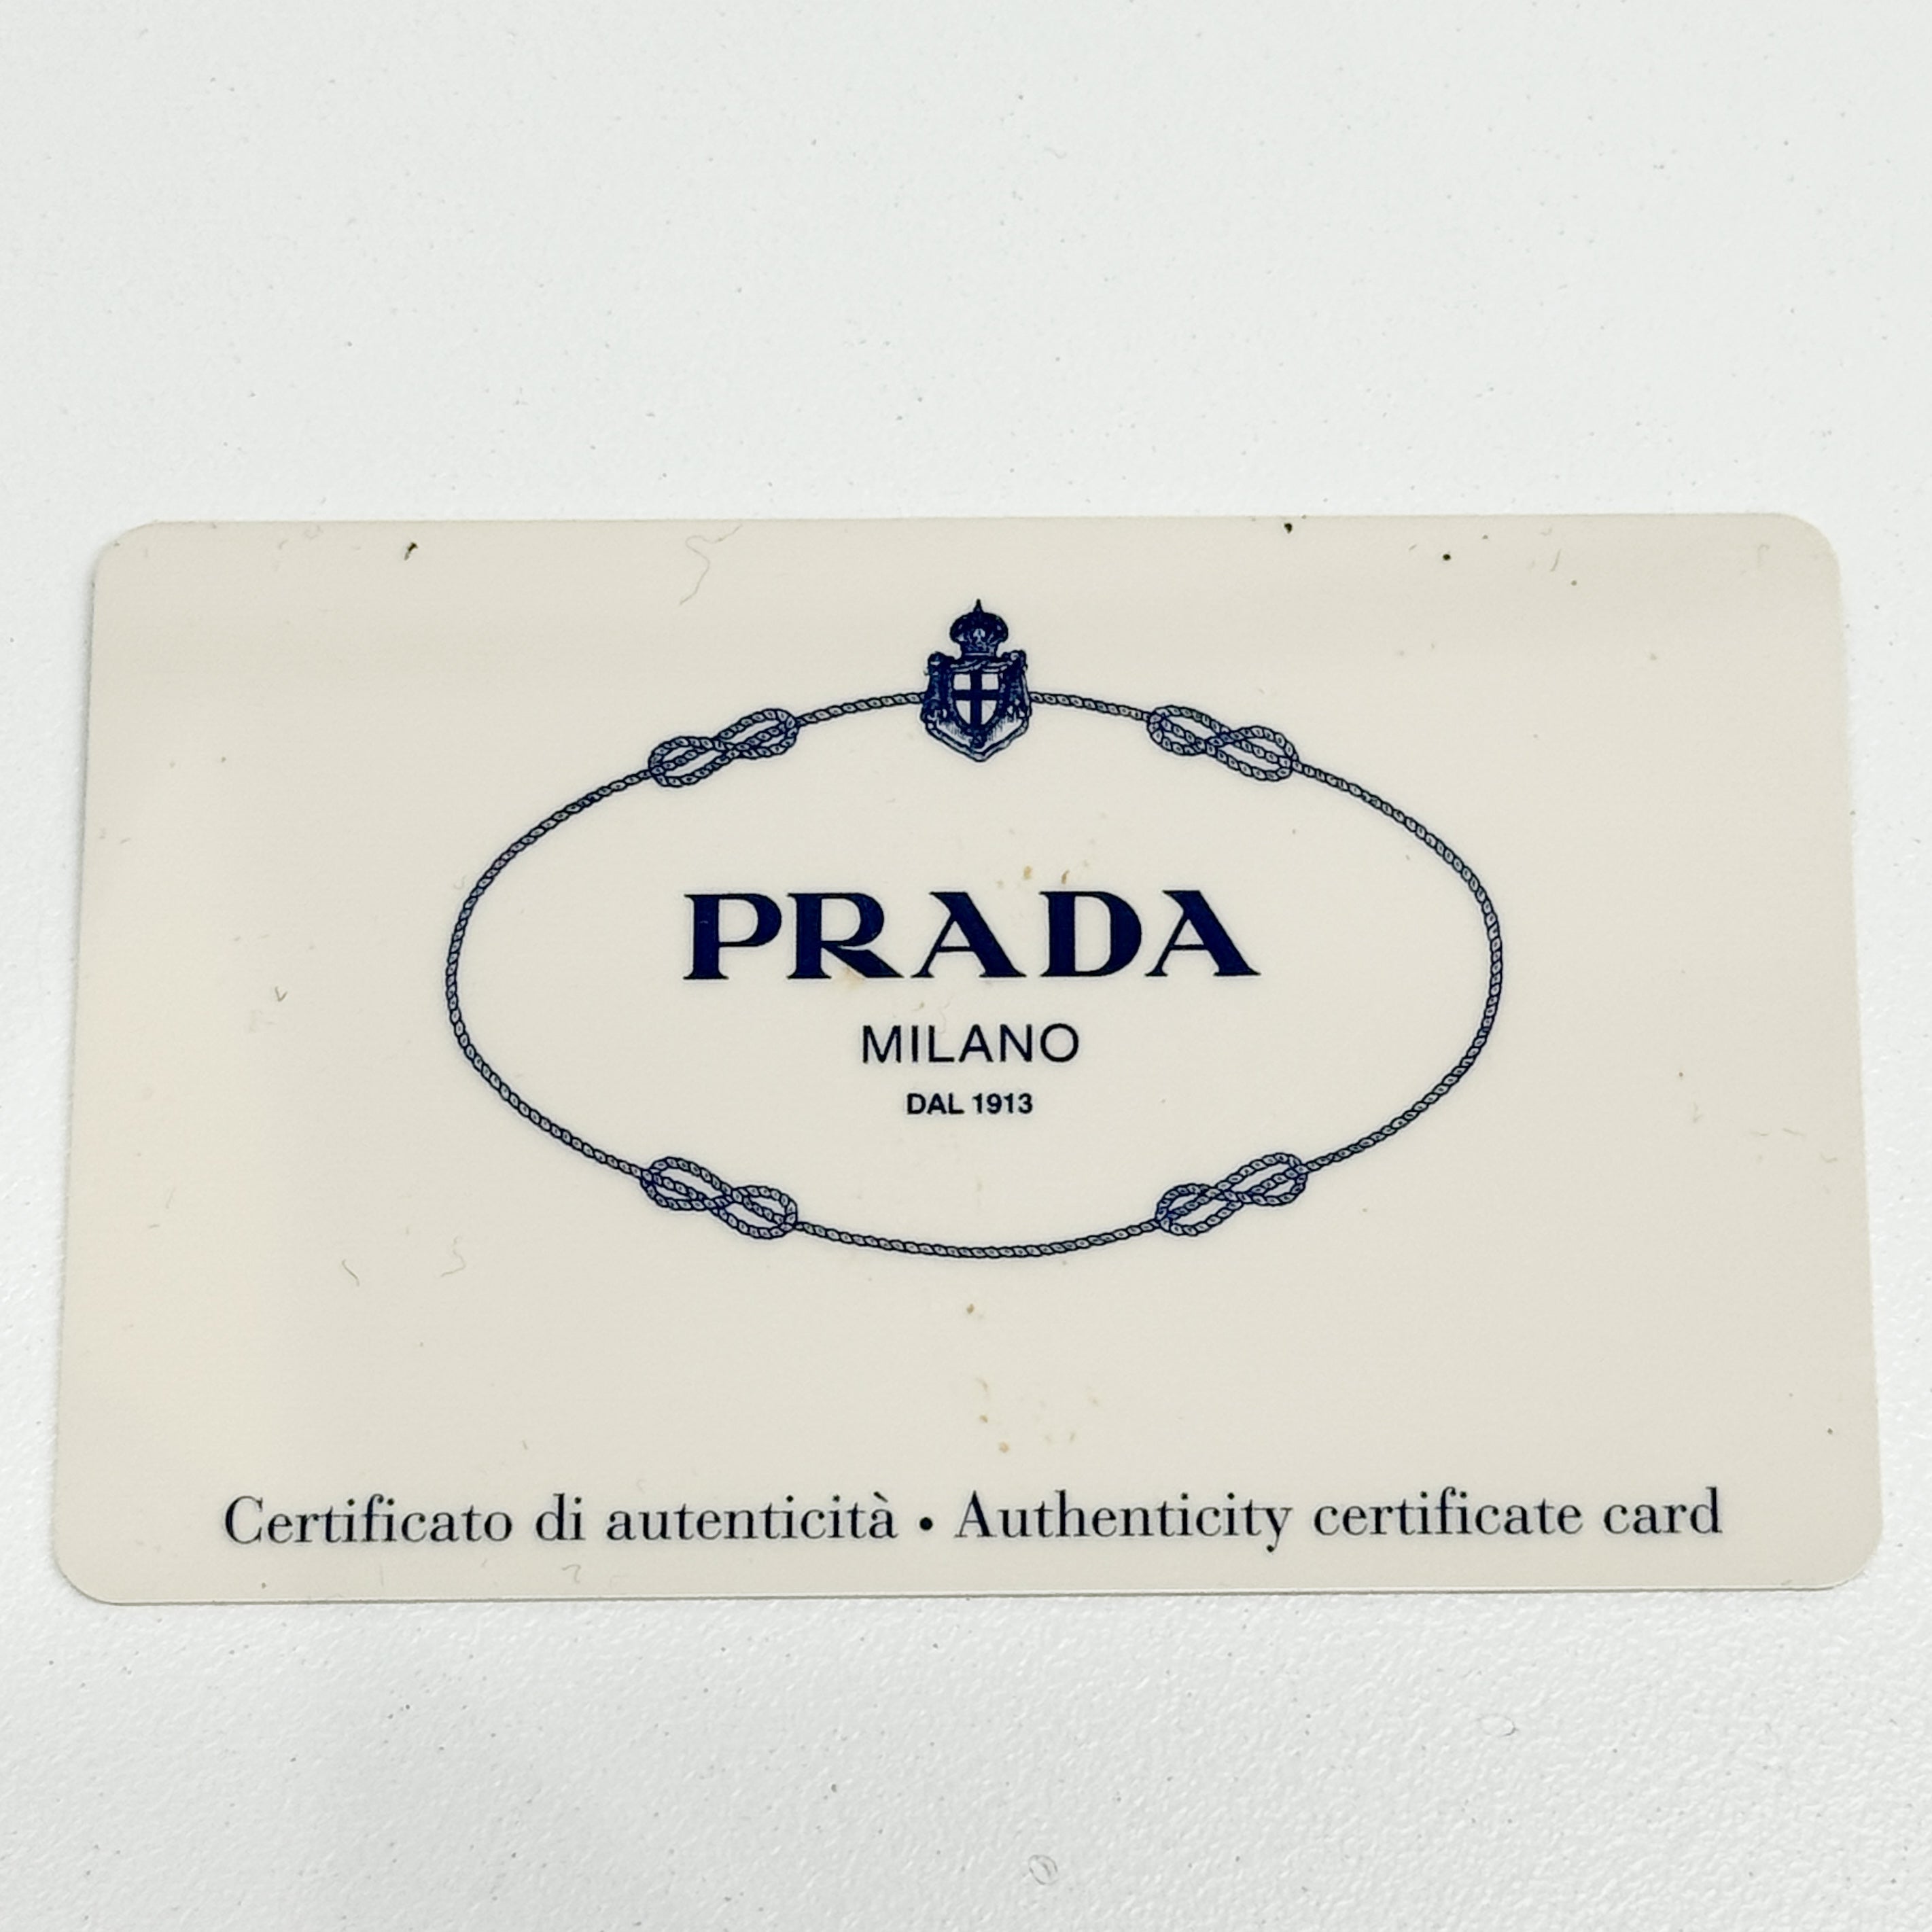 PRADA
MILANO
DAL 1913
Certificato di autenticità • Authenticity certificate card